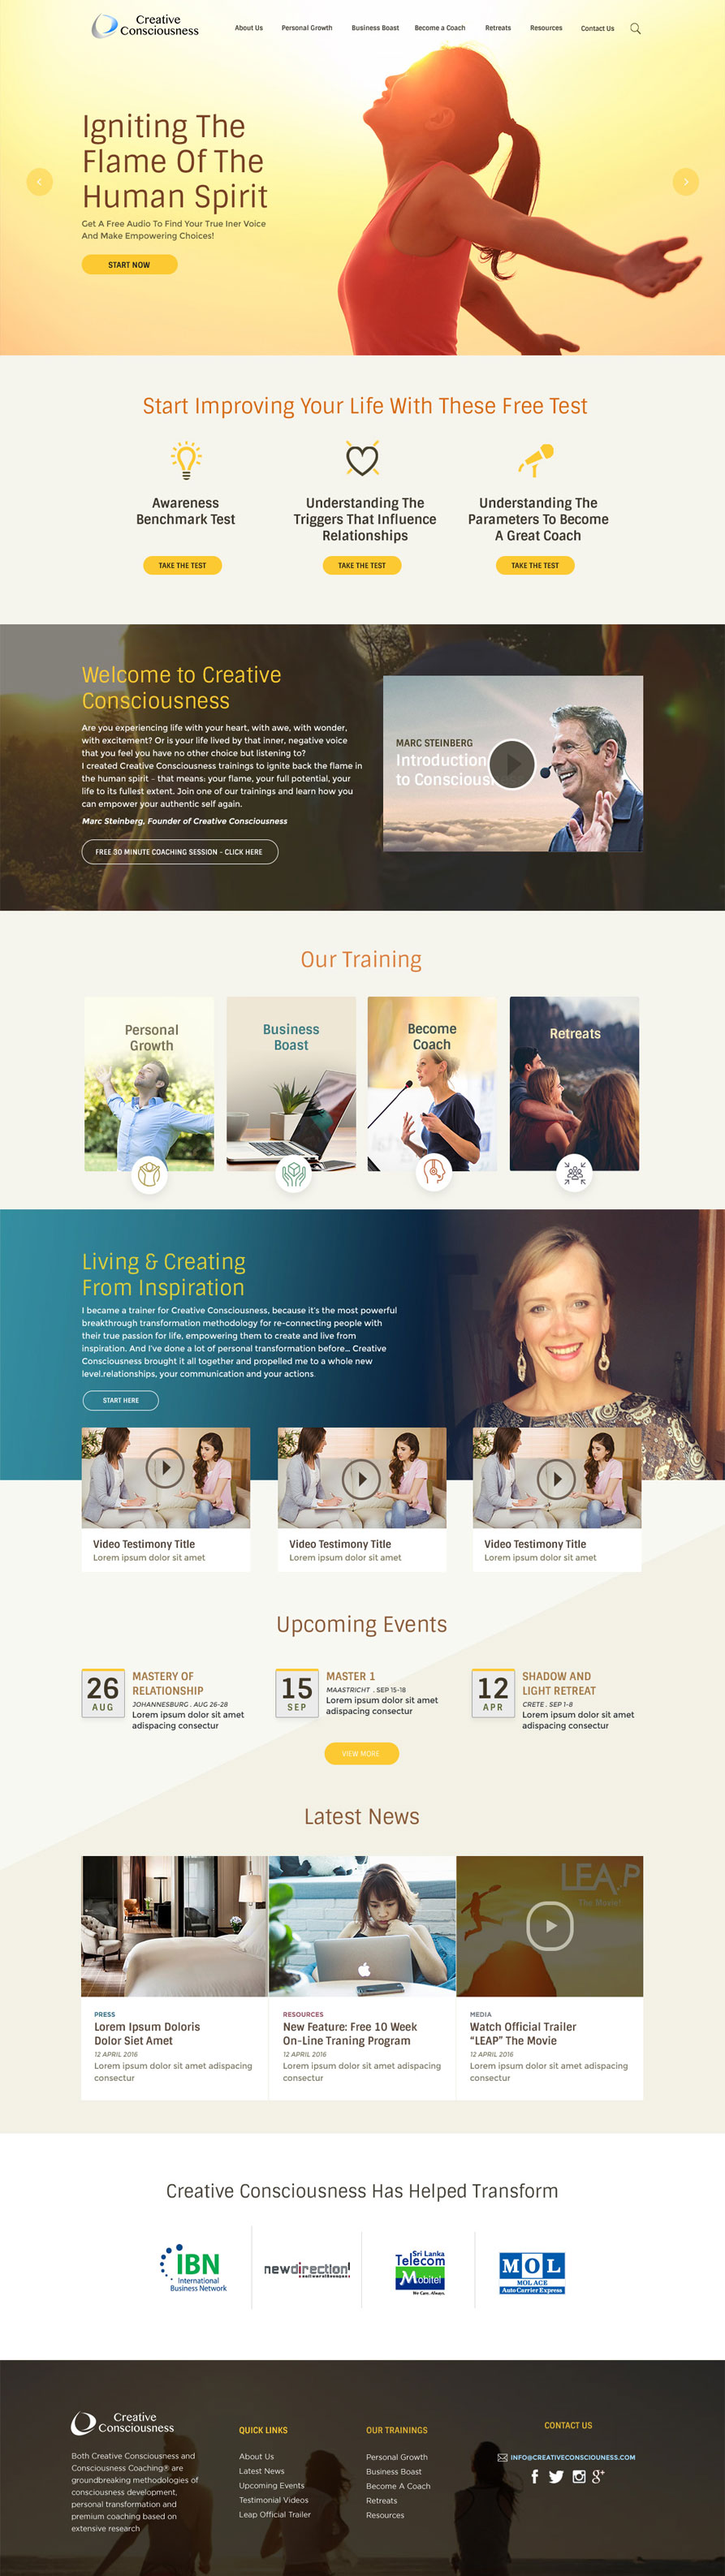 Creative
Consciousness
About Us
Personal Growth
Business Boast
Become a Coach
Retreats
Resources
Contact Us
Igniting The
Flame Of The
Human Spirit
Get A Free Audio To Find Your True Iner Voice
And Make Empowering Choices!
START NOW
Start Improving Your Life With These Free Test
Awareness
Benchmark Test
TAKE THE TEST
Understanding The
Triggers That Influence
Relationships
TAKE THE TEST
Understanding The
Parameters To Become
A Great Coach
TAKE THE TEST
Welcome to Creative
Consciousness
Are you experiencing life with your heart, with awe, with wonder,
with excitement? Or is your life lived by that inner, negative voice
that you feel you have no other choice but listening to?
I created Creative Consciousness trainings to ignite back the flame in
the human spirit – that means: your flame, your full potential, your
life to its fullest extent. Join one of our trainings and learn how you
can empower your authentic self again.
Marc Steinberg, Founder of Creative Consciousness
FREE 30 MINUTE COACHING SESSION - CLICK HERE
MARC STEINBERG
Introduction
to Conscious
Our Training
Personal
Growth
Business
Boast
Become
Coach
Retreats
Living & Creating
From Inspiration
I became a trainer for Creative Consciousness, because it's the most powerful
breakthrough transformation methodology for re-connecting people with
their true passion for life, empowering them to create and live from
inspiration. And I've done a lot of personal transformation before... Creative
Consciousness brought it all together and propelled me to a whole new
level.relationships, your communication and your actions.
START HERE
Video Testimony Title
Lorem ipsum dolor sit amet
Video Testimony Title
Lorem ipsum dolor sit amet
Video Testimony Title
Lorem ipsum dolor sit amet
Upcoming Events
26
AUG
MASTERY OF
RELATIONSHIP
JOHANNESBURG . AUG 26-28
Lorem ipsum dolor sit amet
adispacing consectur
15
SEP
MASTER 1
MAASTRICHT . SEP 15-18
Lorem ipsum dolor sit amet
adispacing consectur
12
APR
SHADOW AND
LIGHT RETREAT
CRETE . SEP 1-8
Lorem ipsum dolor sit amet
adispacing consectur
VIEW MORE
Latest News
LEAP
The Movie!
PRESS
Lorem Ipsum Doloris
Dolor Siet Amet
12 APRIL 2016
Lorem ipsum dolor sit amet adispacing
consectur
RESOURCES
New Feature: Free 10 Week
On-Line Traning Program
12 APRIL 2016
Lorem ipsum dolor sit amet adispacing
consectur
MEDIA
Watch Official Trailer
“LEAP” The Movie
12 APRIL 2016
Lorem ipsum dolor sit amet adispacing
consectur
Creative Consciousness Has Helped Transform
IBN
International
Business Network
newdirection!
Sri Lanka
Telecom
Mobitel
We Care. Always.
MOL
MOL ACE
Auto Carrier Express
Creative
Consciousness
Both Creative Consciousness and
Consciousness Coaching® are
groundbreaking methodologies of
consciousness development,
personal transformation and
premium coaching based on
extensive research
QUICK LINKS
About Us
Latest News
Upcoming Events
Testimonial Videos
Leap Official Trailer
OUR TRAININGS
Personal Growth
Business Boast
Become A Coach
Retreats
Resources
CONTACT US
INFO@CREATIVECONSCIOUNESS.COM